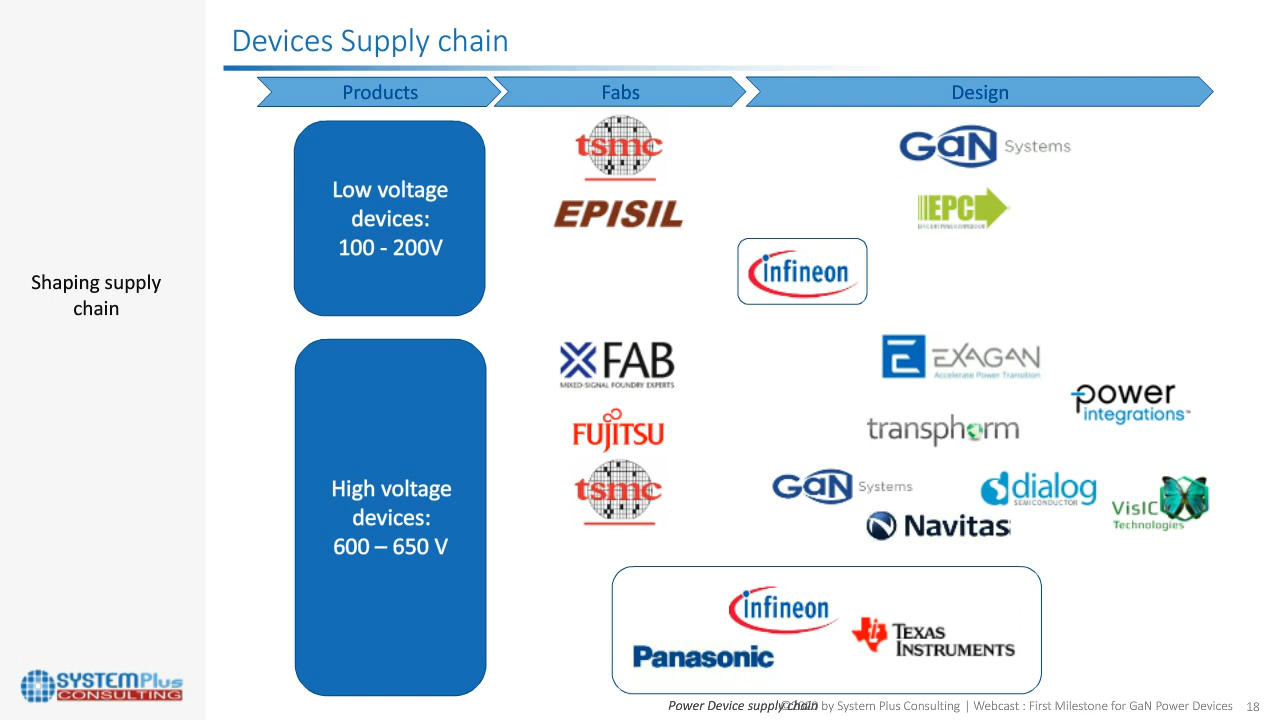 Devices Supply chain
Products
Fabs
Design
Shaping supply
chain
Low voltage
devices:
100 - 200V
tsmc
EPISIL
GaN Systems
EPC
infineon
High voltage
devices:
600 – 650 V
XFAB
MIXED-SIGNAL FOUNDRY EXPERTS
FUJITSU
tsmc
EXAGAN
Accelerate Power Transition
power
integrations™
transphorm
GaN Systems
dialog
SEMICONDUCTOR
VisIC
Technologies
Navitas
infineon
Panasonic
TEXAS
INSTRUMENTS
SYSTEMPlus
CONSULTING
Power Device supply chain
by System Plus Consulting | Webcast : First Milestone for GaN Power Devices 18